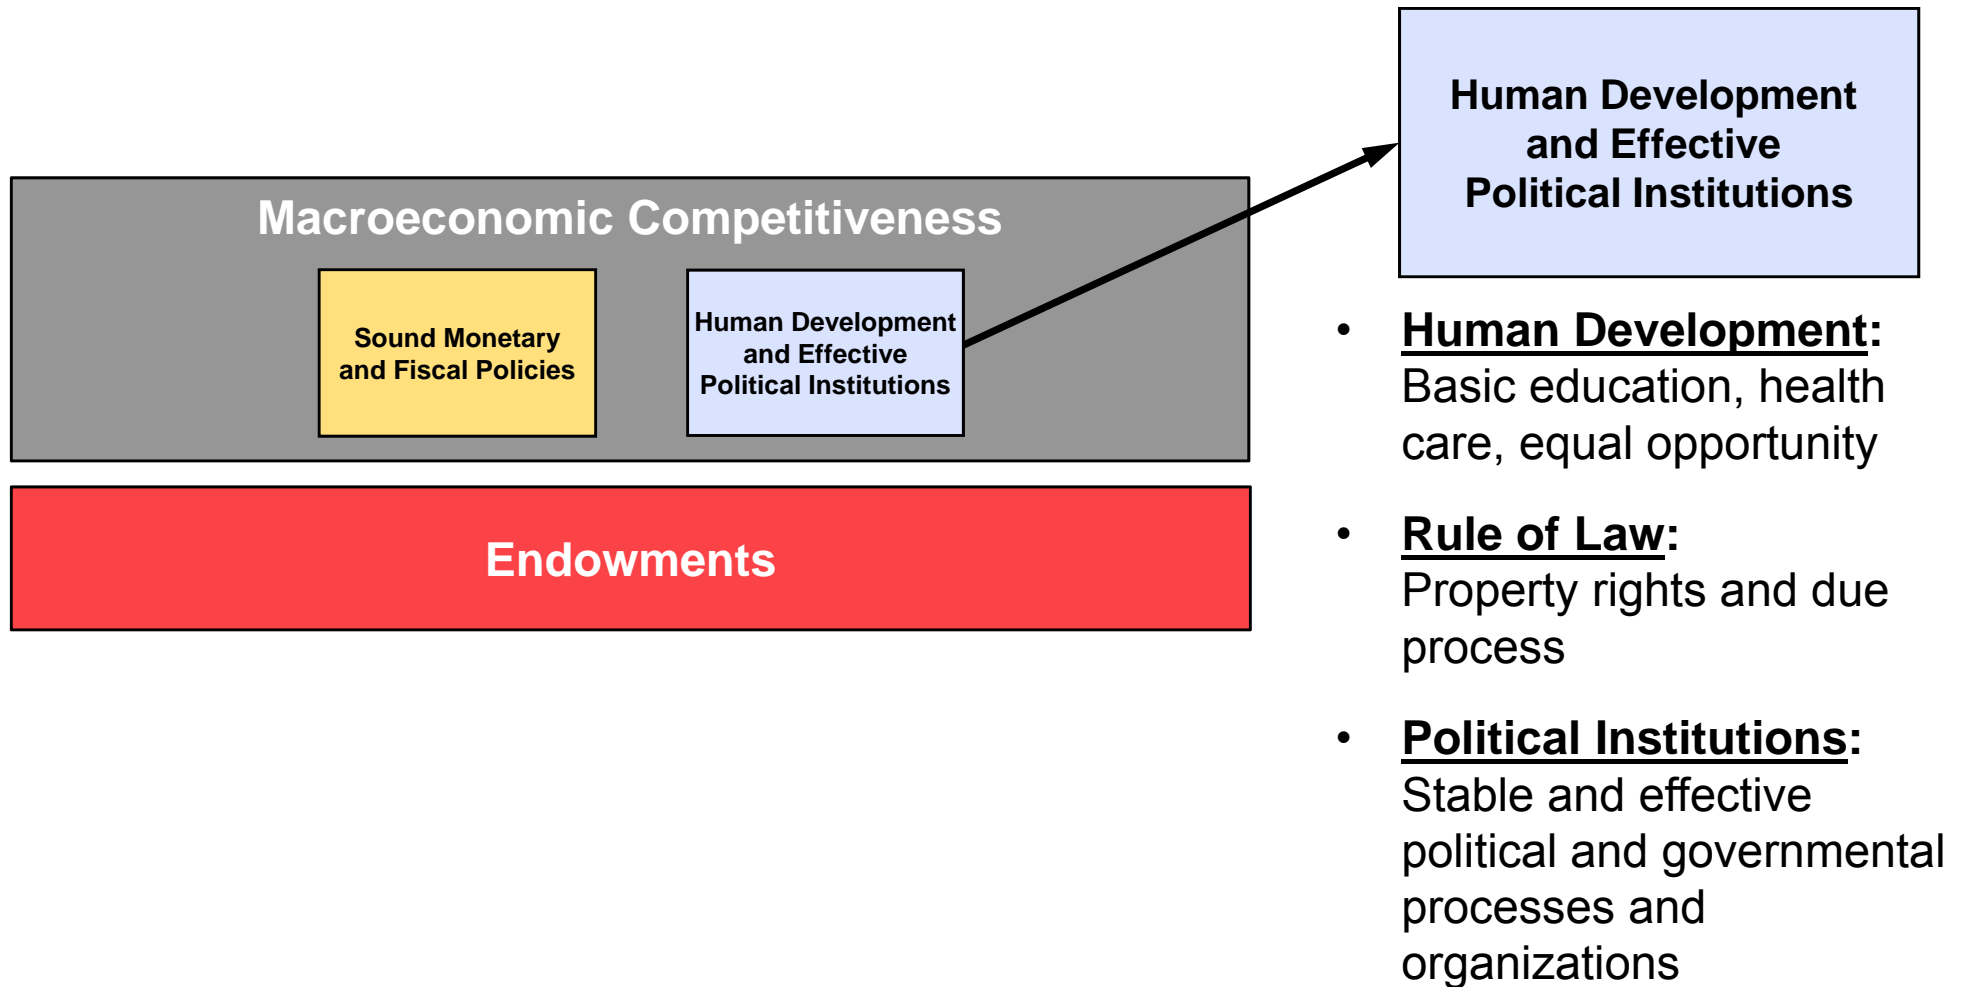 Macroeconomic Competitiveness
Sound Monetary
and Fiscal Policies
Human Development
and Effective
Political Institutions
Endowments
Human Development
and Effective
Political Institutions
• Human Development:
Basic education, health
care, equal opportunity
• Rule of Law:
Property rights and due
process
• Political Institutions:
Stable and effective
political and governmental
processes and
organizations